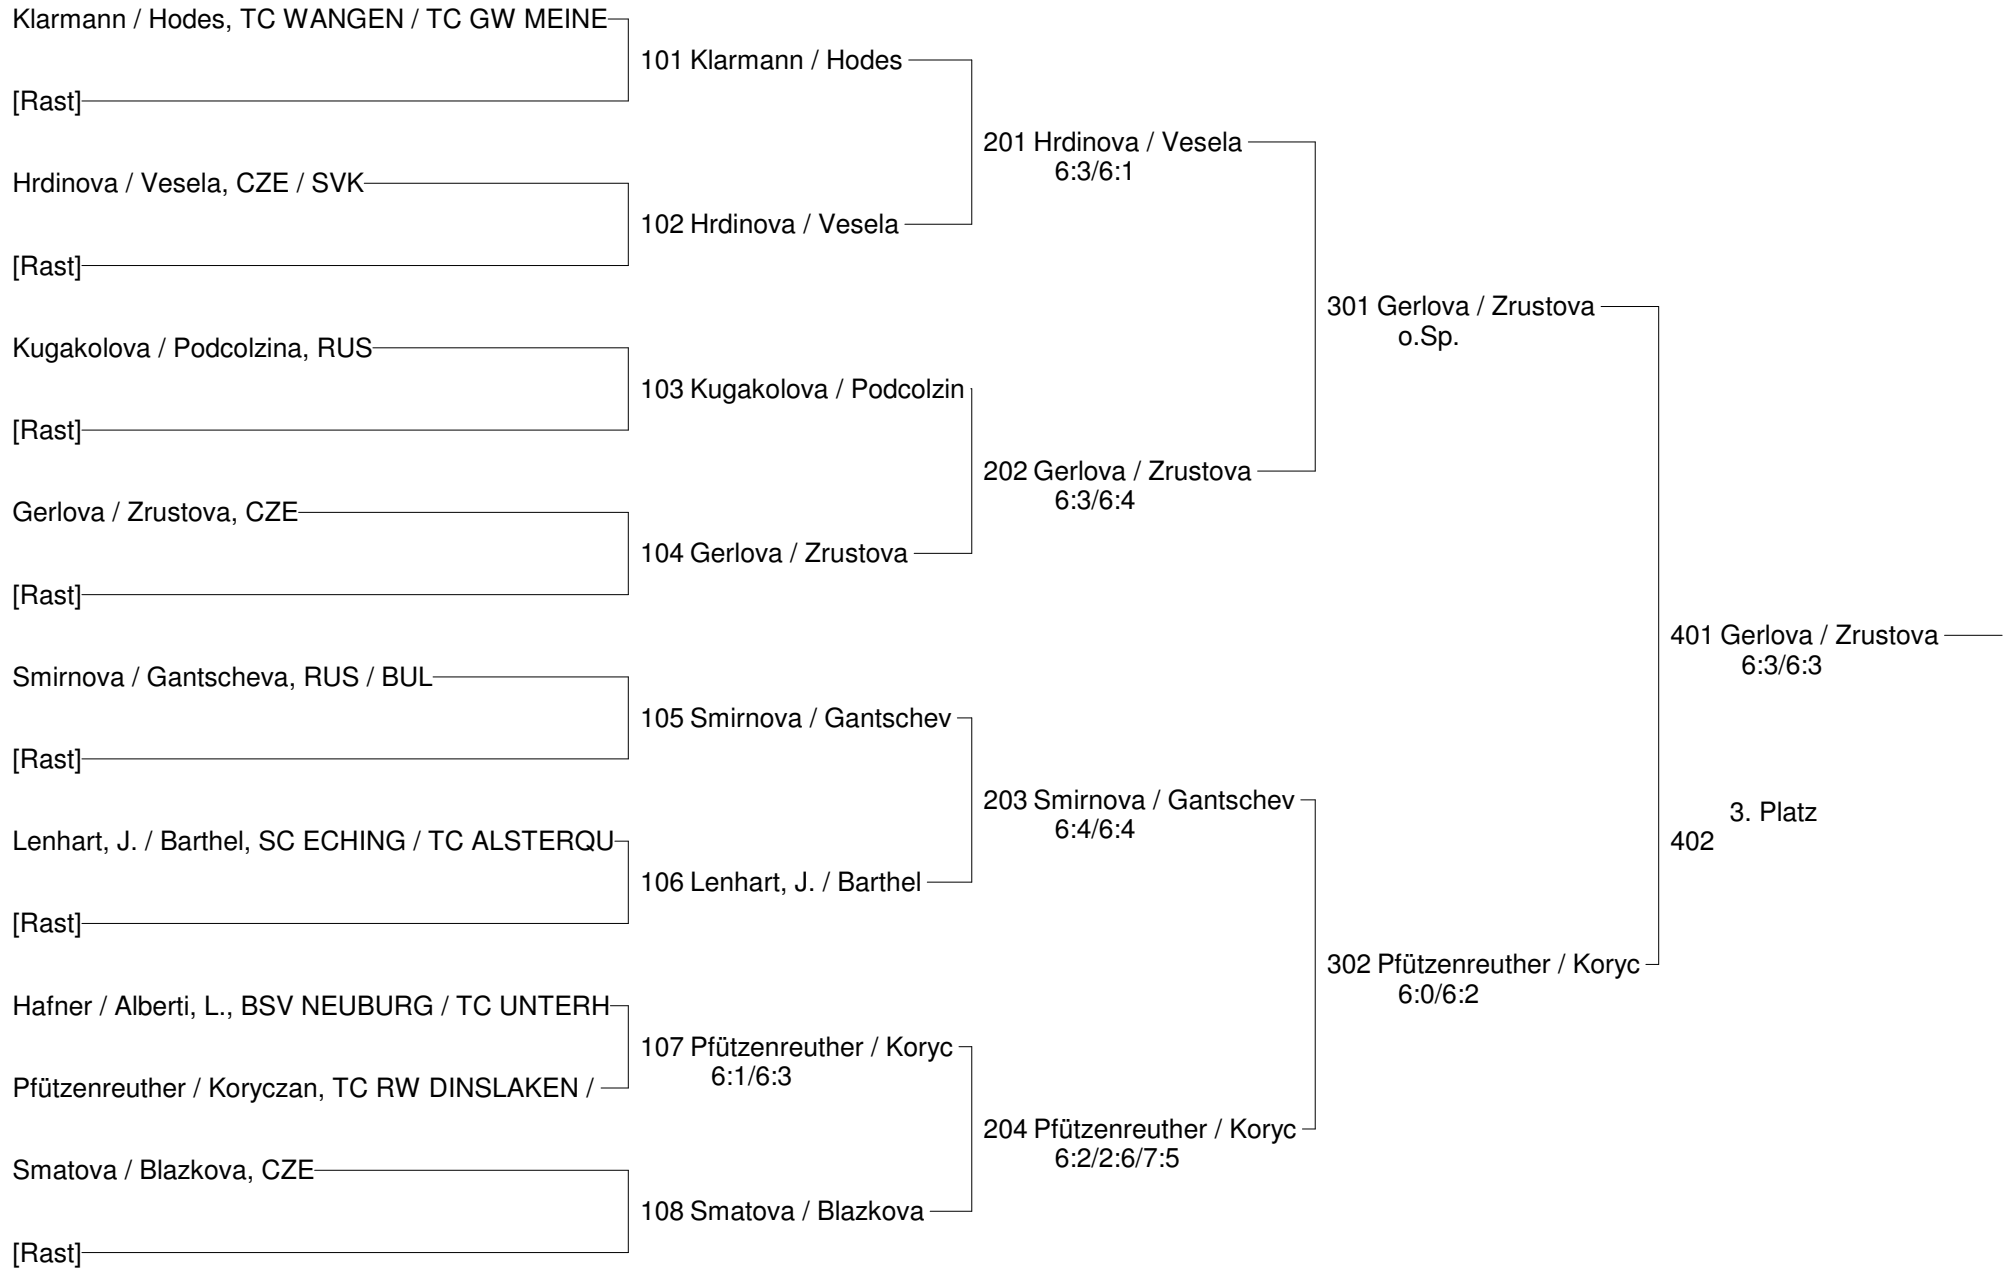 Klarmann / Hodes, TC WANGEN / TC GW MEINE
[Rast]
Hrdinova / Vesela, CZE / SVK
[Rast]
Kugakolova / Podcolzina, RUS
[Rast]
Gerlova / Zrustova, CZE
[Rast]
Smirnova / Gantscheva, RUS / BUL
[Rast]
Lenhart, J. / Barthel, SC ECHING / TC ALSTERQU
[Rast]
Hafner / Alberti, L., BSV NEUBURG / TC UNTERH
Pfützenreuther / Koryczan, TC RW DINSLAKEN /
Smatova / Blazkova, CZE
[Rast]
101 Klarmann / Hodes
102 Hrdinova / Vesela
103 Kugakolova / Podcolzin
104 Gerlova / Zrustova
105 Smirnova / Gantschev
106 Lenhart, J. / Barthel
107 Pfützenreuther / Koryc
6:1/6:3
108 Smatova / Blazkova
201 Hrdinova / Vesela
6:3/6:1
202 Gerlova / Zrustova
6:3/6:4
203 Smirnova / Gantschev
6:4/6:4
204 Pfützenreuther / Koryc
6:2/2:6/7:5
301 Gerlova / Zrustova
o.Sp.
302 Pfützenreuther / Koryc
6:0/6:2
401 Gerlova / Zrustova
6:3/6:3
3. Platz
402